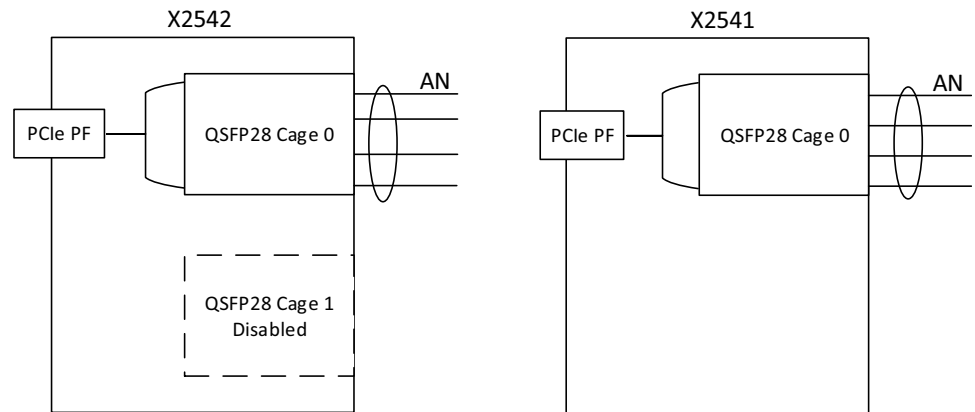 X2542
AN
PCIe PF
QSFP28 Cage 0
QSFP28 Cage 1
Disabled
X2541
AN
PCIe PF
QSFP28 Cage 0